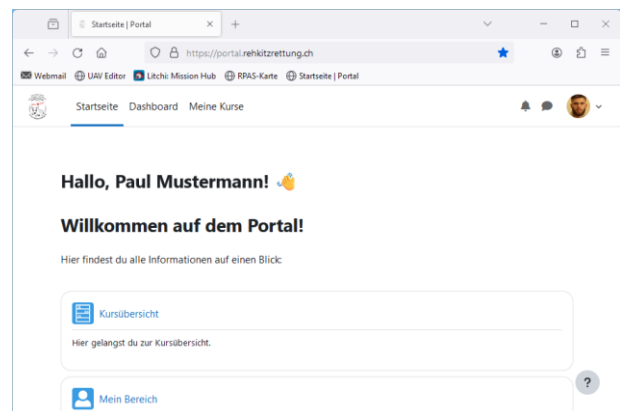 Startseite | Portal
https://portal.rehkitzrettung.ch
Webmail UAV Editor Litchi: Mission Hub RPAS-Karte Startseite | Portal
Startseite Dashboard Meine Kurse
Hallo, Paul Mustermann! 👋
Willkommen auf dem Portal!
Hier findest du alle Informationen auf einen Blick:
Kursübersicht
Hier gelangst du zur Kursübersicht.
?
Mein Bereich